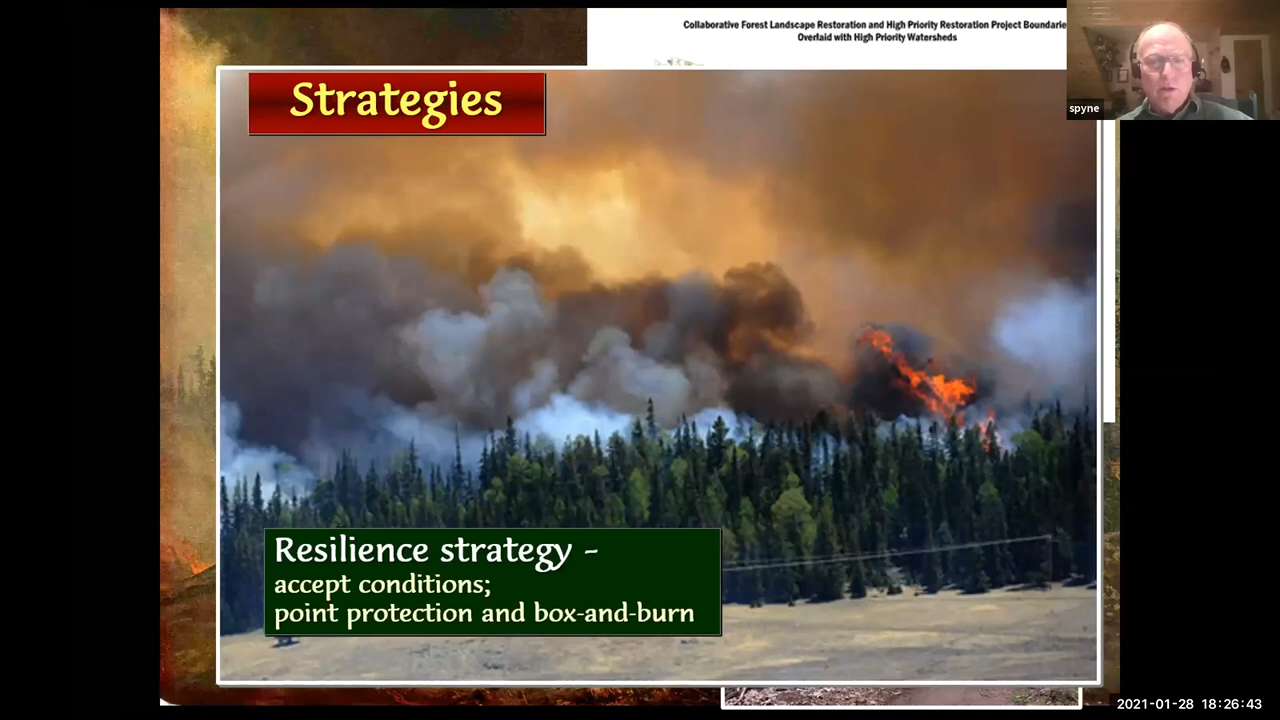 Collaborative Forest Landscape Restoration and High Priority Restoration Project Boundarie
Overlaid with High Priority Watersheds
Strategies
spyne
Resilience strategy -
accept conditions;
point protection and box-and-burn
2021-01-28 18:26:43